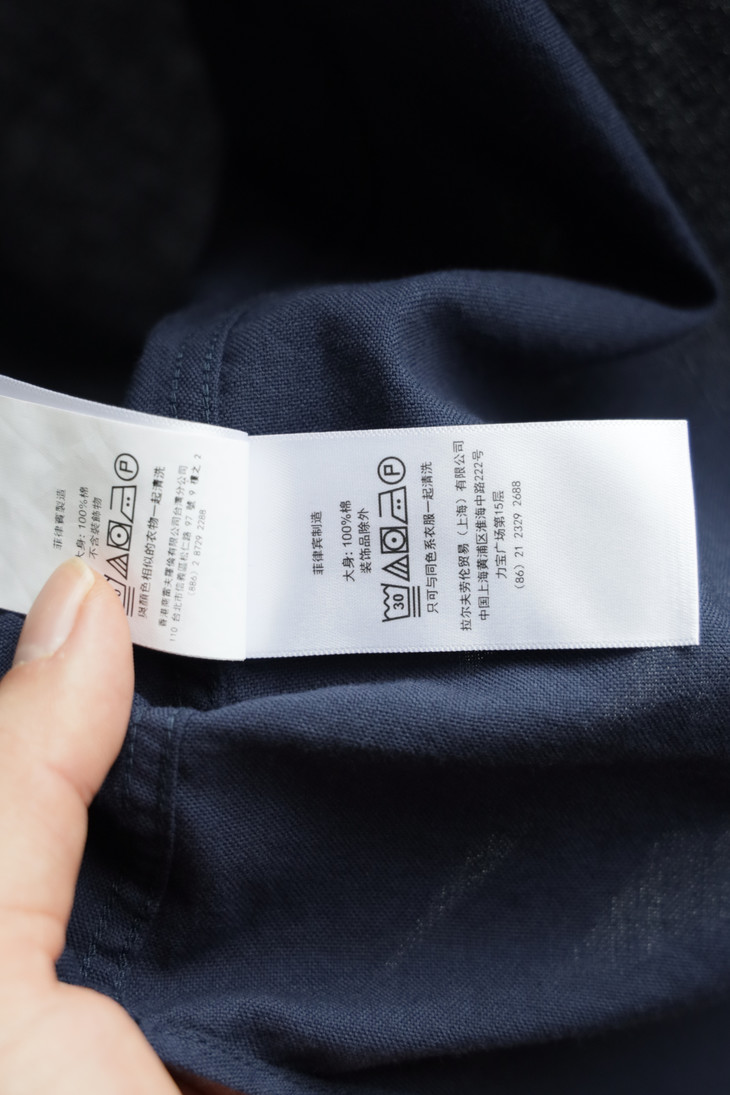 菲律賓製造
大身: 100%棉
不含裝飾物
P
與顏色相似的衣物一起清洗
香港商雷夫羅倫有限公司台灣分公司
110 台北市信義區松仁路 97 號 9 樓之 2
(886) 2 8729 2288
菲律宾制造
大身: 100%棉
装饰品除外
30 P
只可与同色系衣服一起清洗
拉尔夫劳伦贸易（上海）有限公司
中国上海黄浦区淮海中路222号
力宝广场第15层
(86) 21 2329 2688